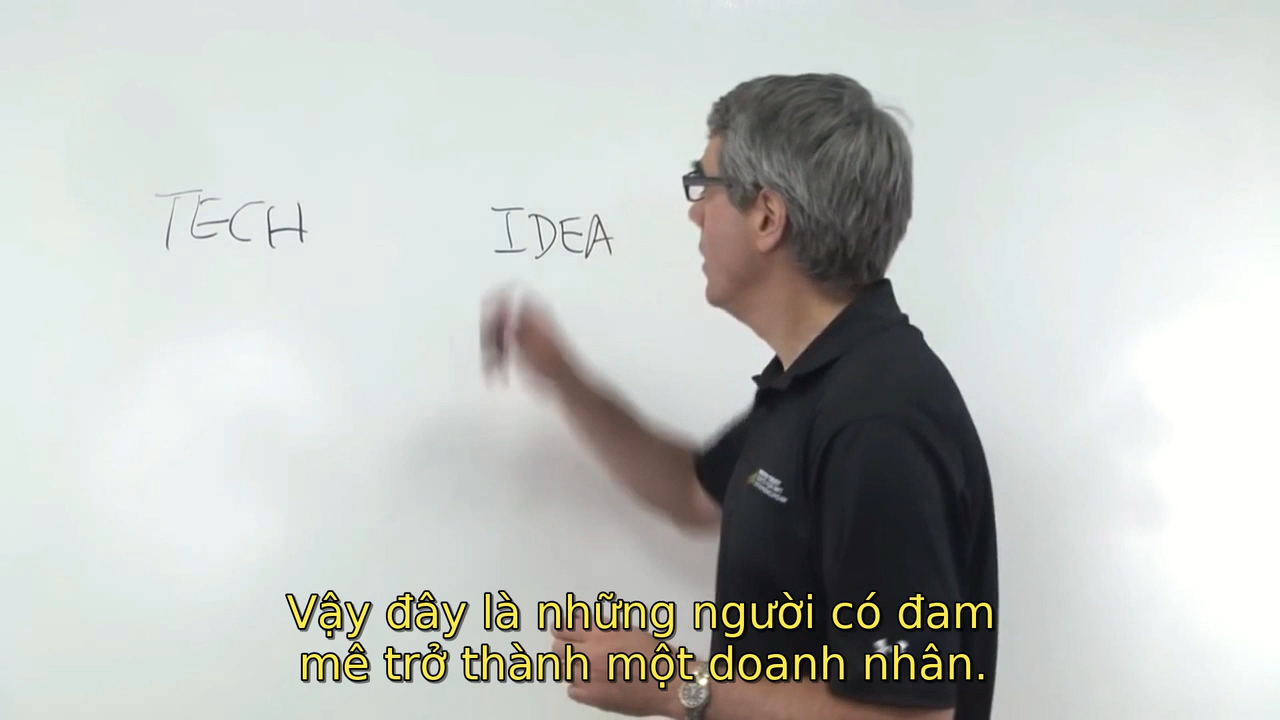 TECH IDEA
Vậy đây là những người có đam
mê trở thành một doanh nhân.